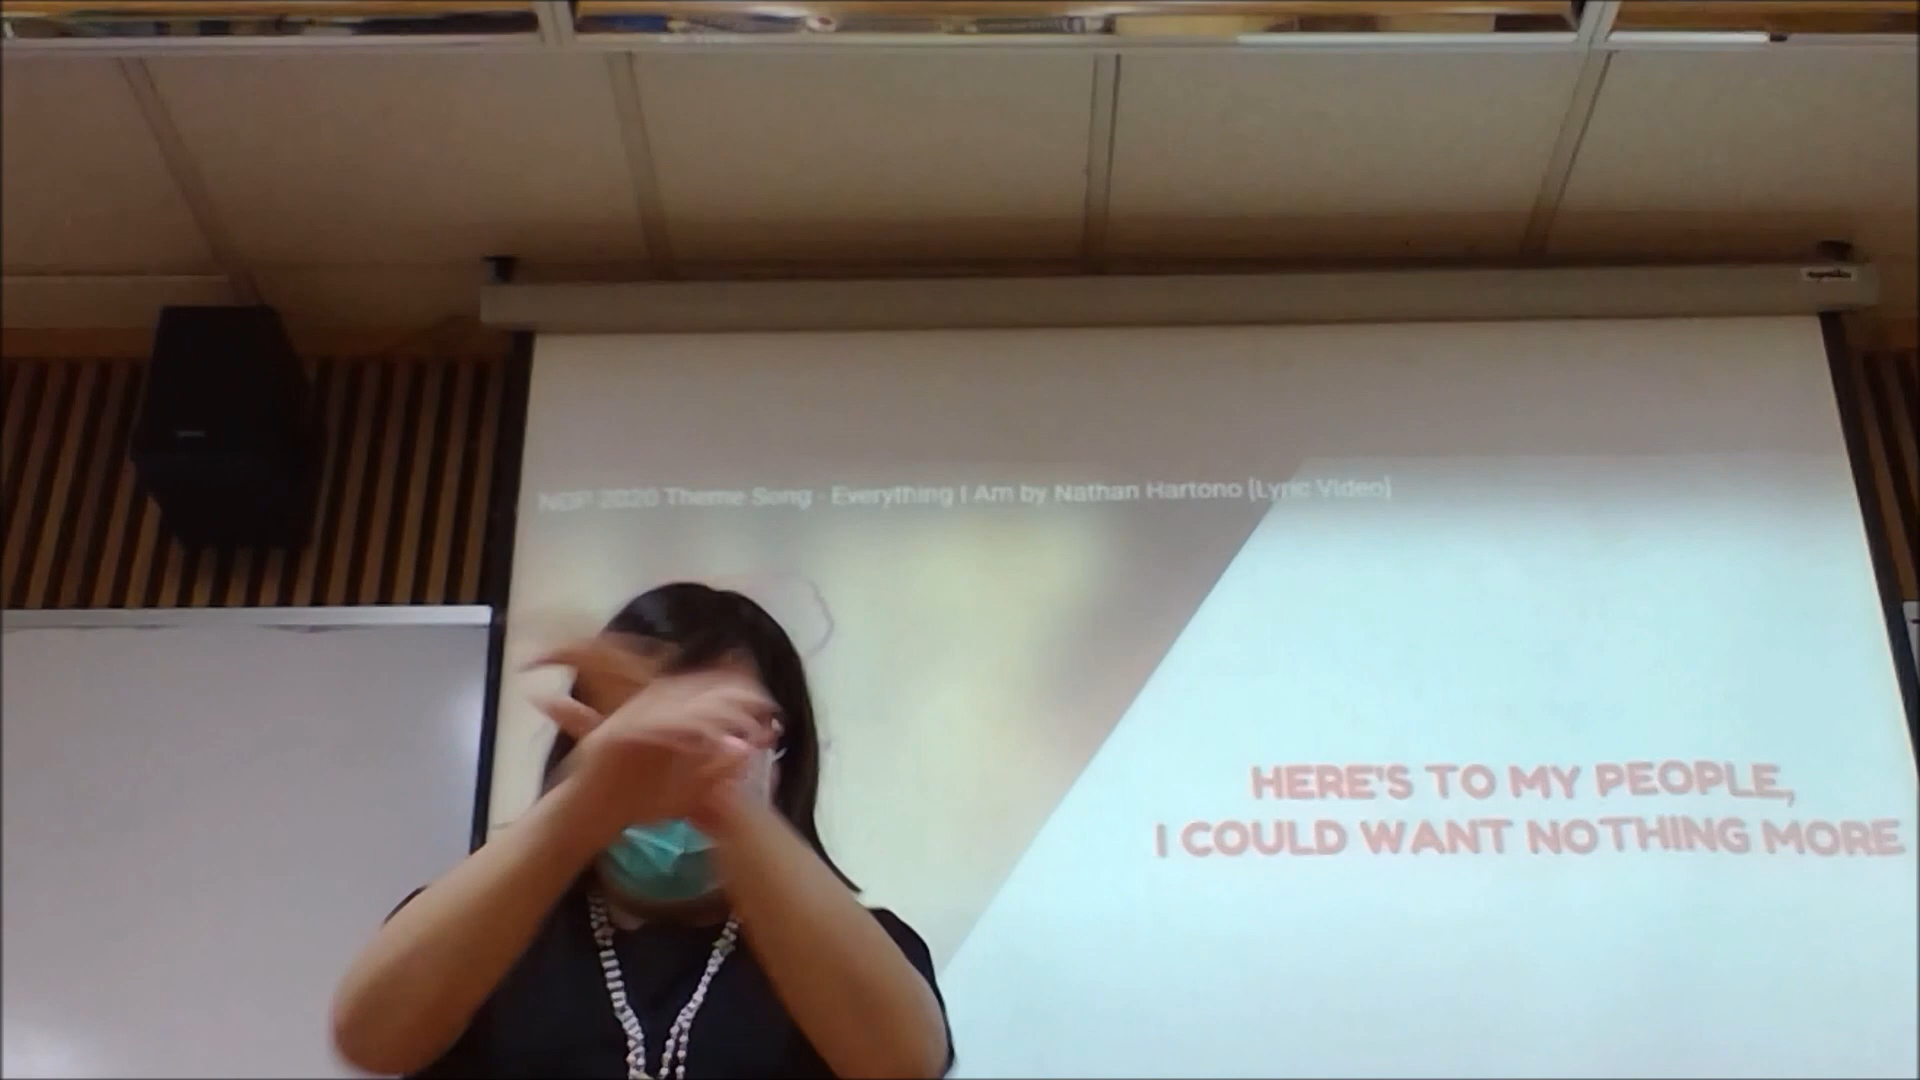 NDP 2020 Theme Song - Everything I Am by Nathan Hartono (Lyric Video)
HERE'S TO MY PEOPLE,
I COULD WANT NOTHING MORE